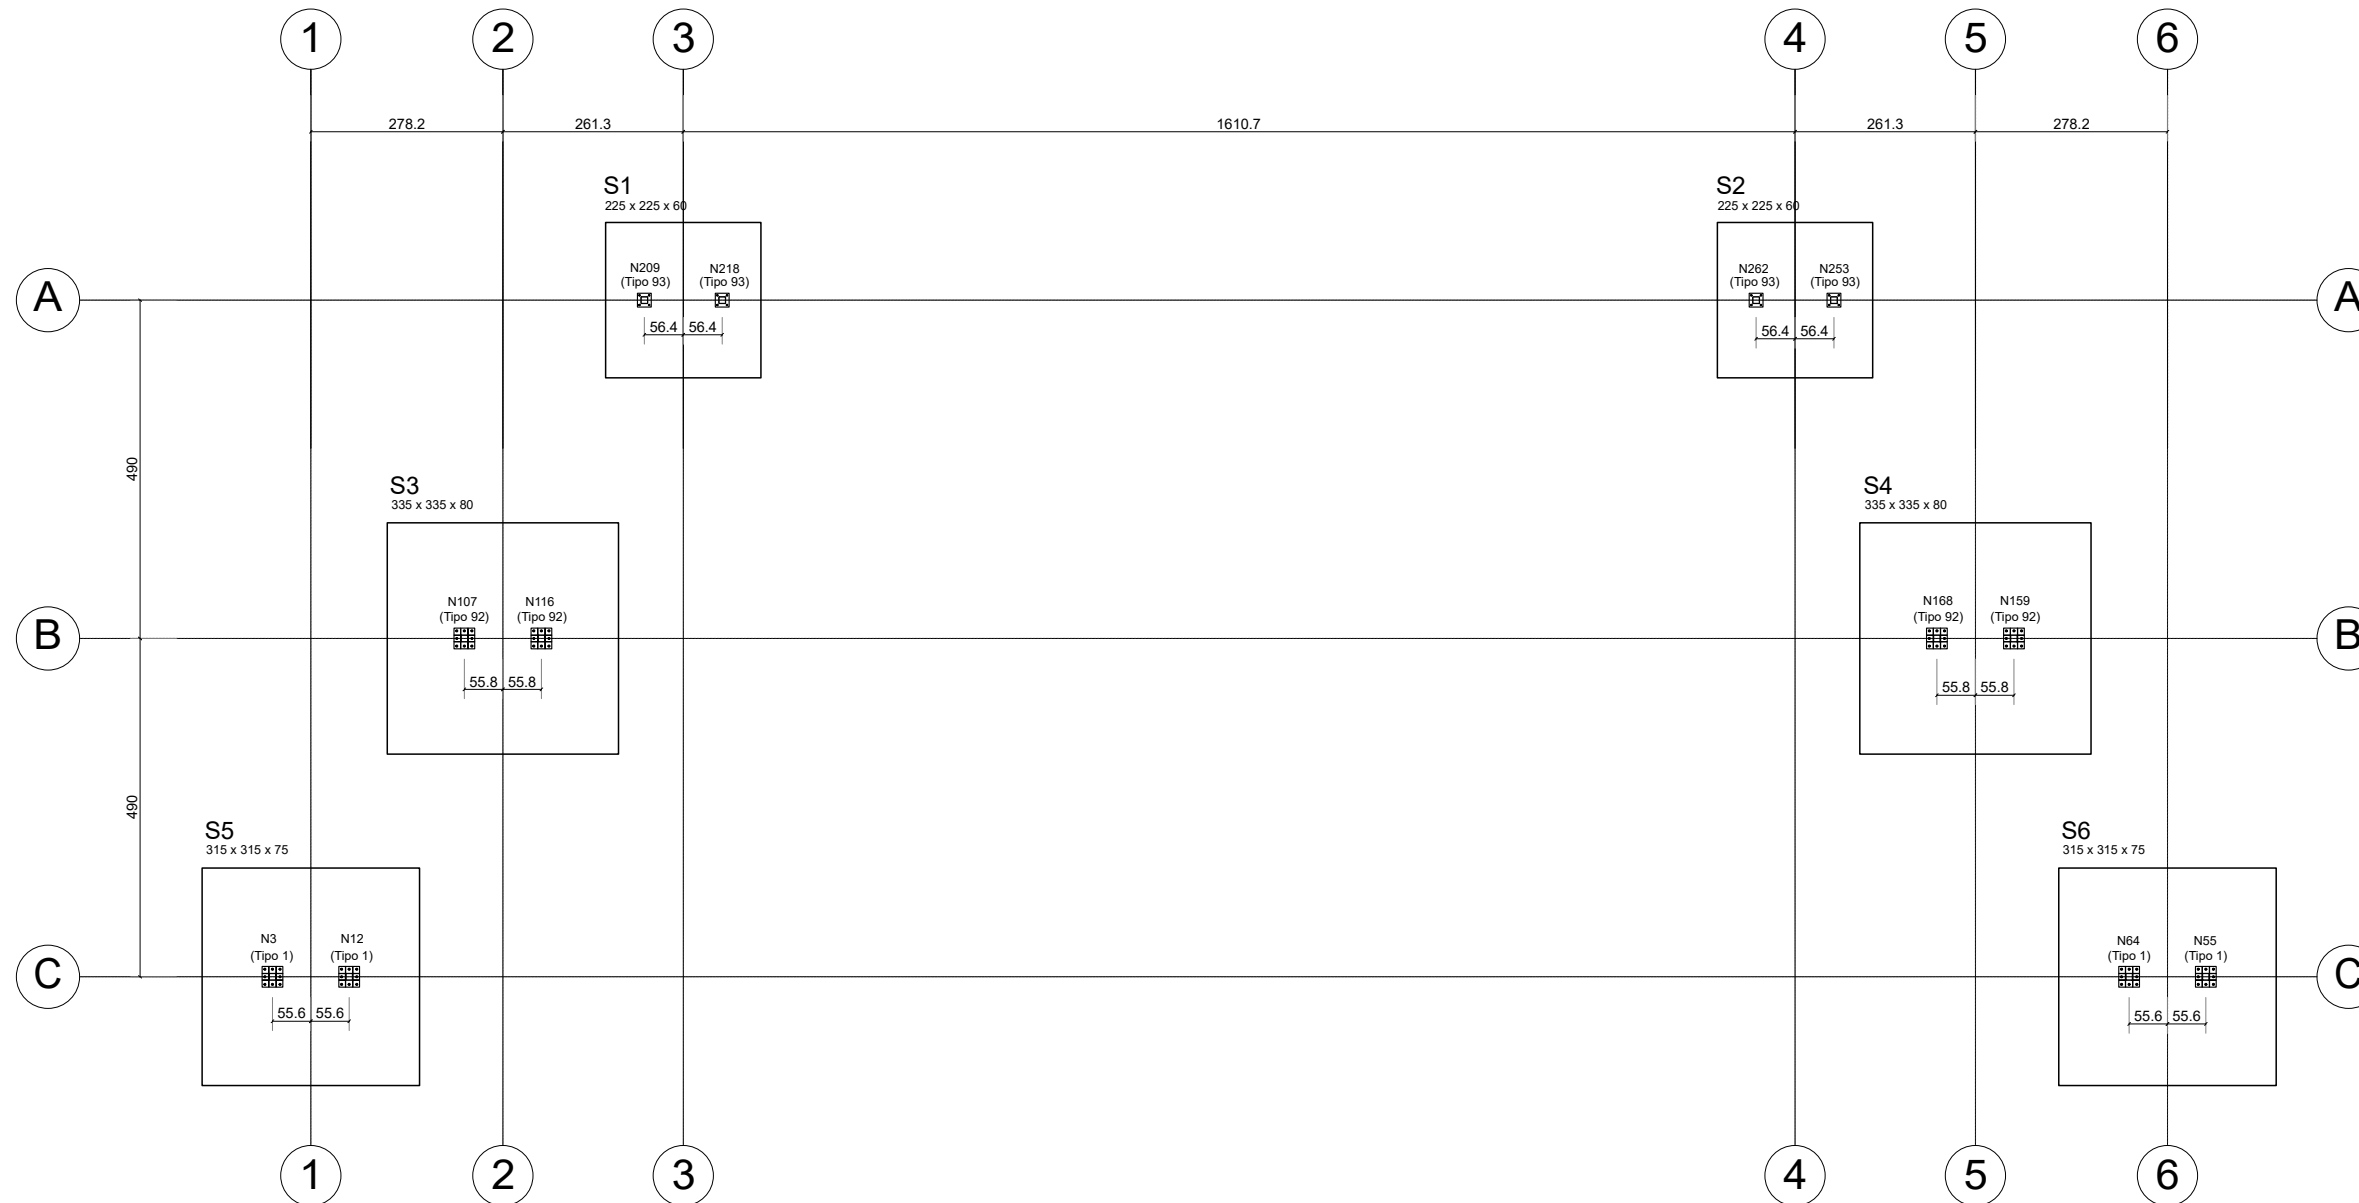 1 2 3 4 5 6
278.2 261.3 1610.7 261.3 278.2
S1 S2
225 x 225 x 60 225 x 225 x 60
N209 N218 N262 N253
(Tipo 93) (Tipo 93) (Tipo 93) (Tipo 93)
A A
56.4 56.4 56.4 56.4
490
S3 S4
335 x 335 x 80 335 x 335 x 80
N107 N116 N168 N159
(Tipo 92) (Tipo 92) (Tipo 92) (Tipo 92)
B B
55.8 55.8 55.8 55.8
490
S5 S6
315 x 315 x 75 315 x 315 x 75
N3 N12 N64 N55
(Tipo 1) (Tipo 1) (Tipo 1) (Tipo 1)
C C
55.6 55.6 55.6 55.6
1 2 3 4 5 6